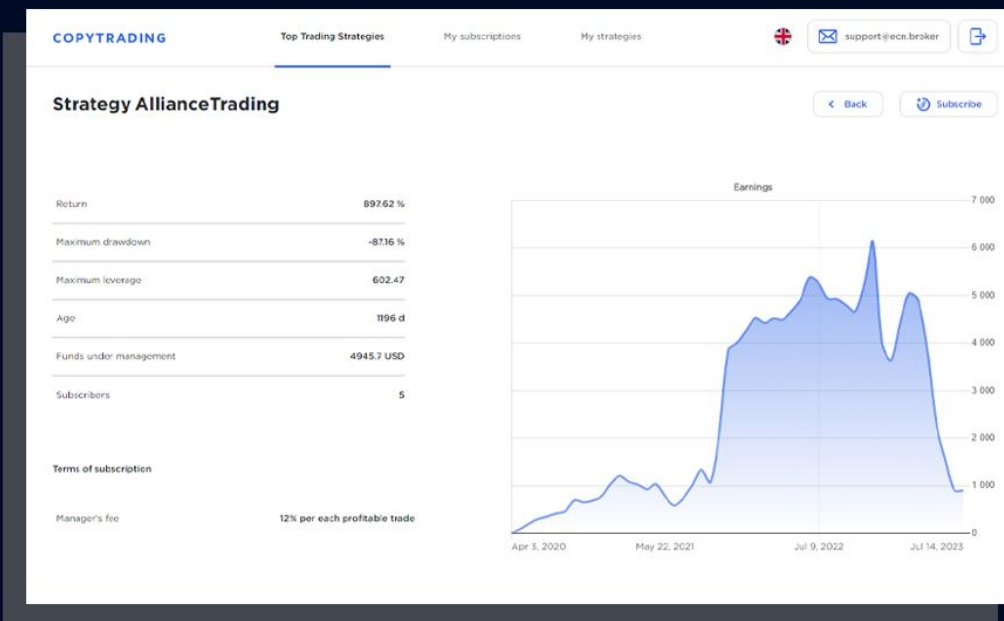 COPYTRADING
Top Trading Strategies
My subscriptions
My strategies
support@ecn.broker
Strategy AllianceTrading
Back
Subscribe
Return 897.62 %
Maximum drawdown -87.16 %
Maximum leverage 602.47
Age 1196 d
Funds under management 4945.7 USD
Subscribers 5
Terms of subscription
Manager's fee 12% per each profitable trade
Earnings
7 000
6 000
5 000
4 000
3 000
2 000
1 000
0
Apr 3, 2020
May 22, 2021
Jul 9, 2022
Jul 14, 2023